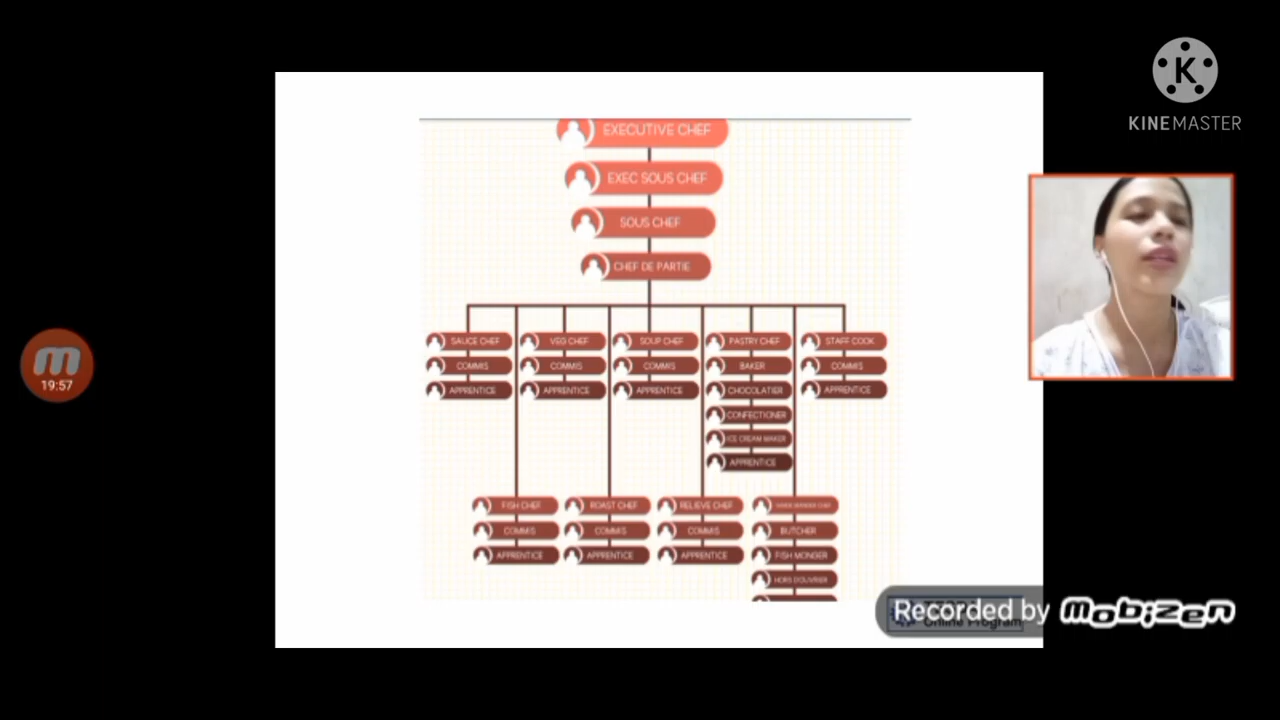 KINEMASTER
EXECUTIVE CHEF
EXEC SOUS CHEF
SOUS CHEF
CHEF DE PARTIE
SAUCE CHEF VEG CHEF SOUP CHEF PASTRY CHEF STAFF COOK
COMMIS COMMIS COMMIS BAKER COMMIS
APPRENTICE APPRENTICE APPRENTICE CHOCOLATIER APPRENTICE
CONFECTIONER
ICE CREAM MAKER
APPRENTICE
19:57
FISH CHEF ROAST CHEF RELIEVE CHEF
COMMIS COMMIS COMMIS BUTCHER
APPRENTICE APPRENTICE APPRENTICE FISH MONGER
HORS D'OUVRIER
Recorded by mobizen
Online Program